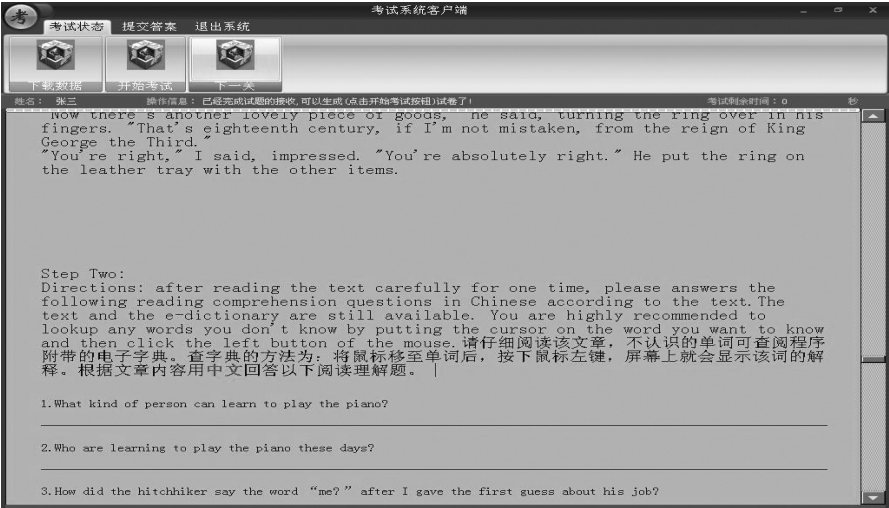 考试系统客户端
考
考试状态 提交答案 退出系统
下载数据 开始考试 下一关
姓名： 张三 操作信息：已经完成试题的接收,可以生成(点击开始考试按钮)试卷了! 考试剩余时间：0 秒
"Now there's another lovely piece of goods," he said, turning the ring over in his
fingers. "That's eighteenth century, if I'm not mistaken, from the reign of King
George the Third."
"You're right," I said, impressed. "You're absolutely right." He put the ring on
the leather tray with the other items.
Step Two:
Directions: after reading the text carefully for one time, please answers the
following reading comprehension questions in Chinese according to the text. The
text and the e-dictionary are still available. You are highly recommended to
lookup any words you don't know by putting the cursor on the word you want to know
and then click the left button of the mouse. 请仔细阅读该文章，不认识的单词可查阅程序
附带的电子字典。查字典的方法为：将鼠标移至单词后，按下鼠标左键，屏幕上就会显示该词的解
释。根据文章内容用中文回答以下阅读理解题。
1.What kind of person can learn to play the piano?
2.Who are learning to play the piano these days?
3.How did the hitchhiker say the word “me?” after I gave the first guess about his job?